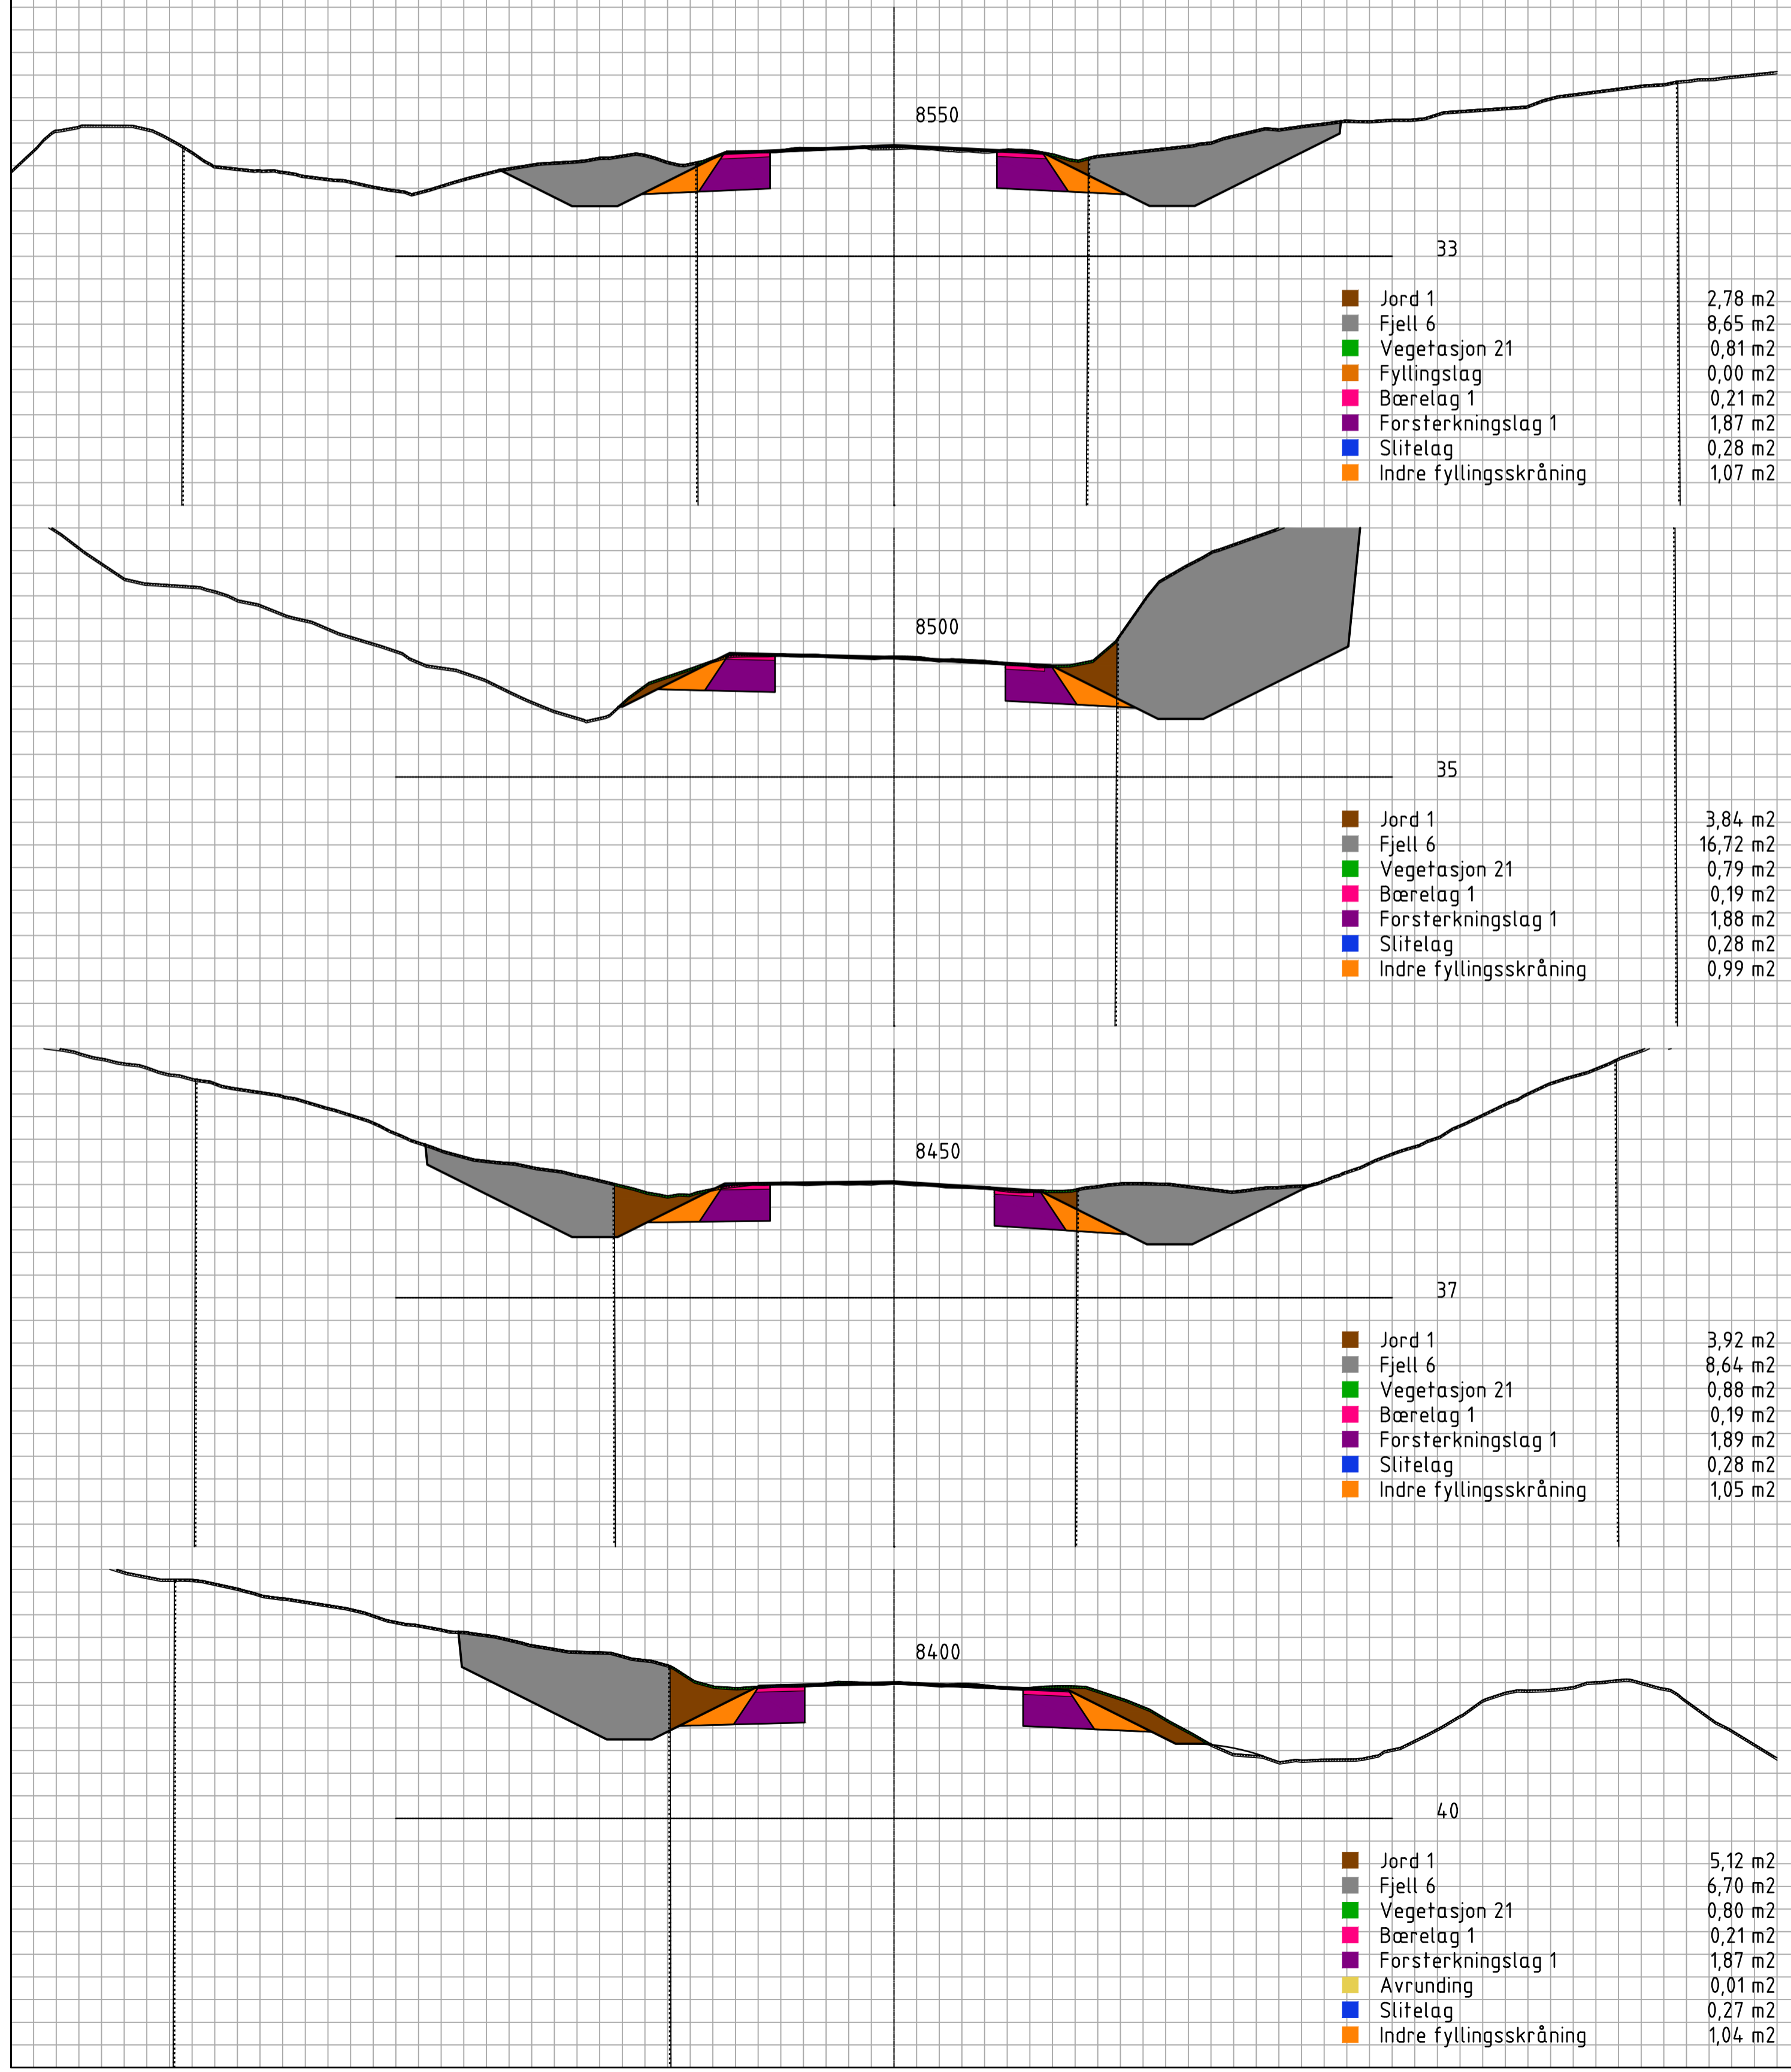 8550
33
Jord 1 2,78 m2
Fjell 6 8,65 m2
Vegetasjon 21 0,81 m2
Fyllingslag 0,00 m2
Bærelag 1 0,21 m2
Forsterkningslag 1 1,87 m2
Slitelag 0,28 m2
Indre fyllingsskråning 1,07 m2
8500
35
Jord 1 3,84 m2
Fjell 6 16,72 m2
Vegetasjon 21 0,79 m2
Bærelag 1 0,19 m2
Forsterkningslag 1 1,88 m2
Slitelag 0,28 m2
Indre fyllingsskråning 0,99 m2
8450
37
Jord 1 3,92 m2
Fjell 6 8,64 m2
Vegetasjon 21 0,88 m2
Bærelag 1 0,19 m2
Forsterkningslag 1 1,89 m2
Slitelag 0,28 m2
Indre fyllingsskråning 1,05 m2
8400
40
Jord 1 5,12 m2
Fjell 6 6,70 m2
Vegetasjon 21 0,80 m2
Bærelag 1 0,21 m2
Forsterkningslag 1 1,87 m2
Avrunding 0,01 m2
Slitelag 0,27 m2
Indre fyllingsskråning 1,04 m2